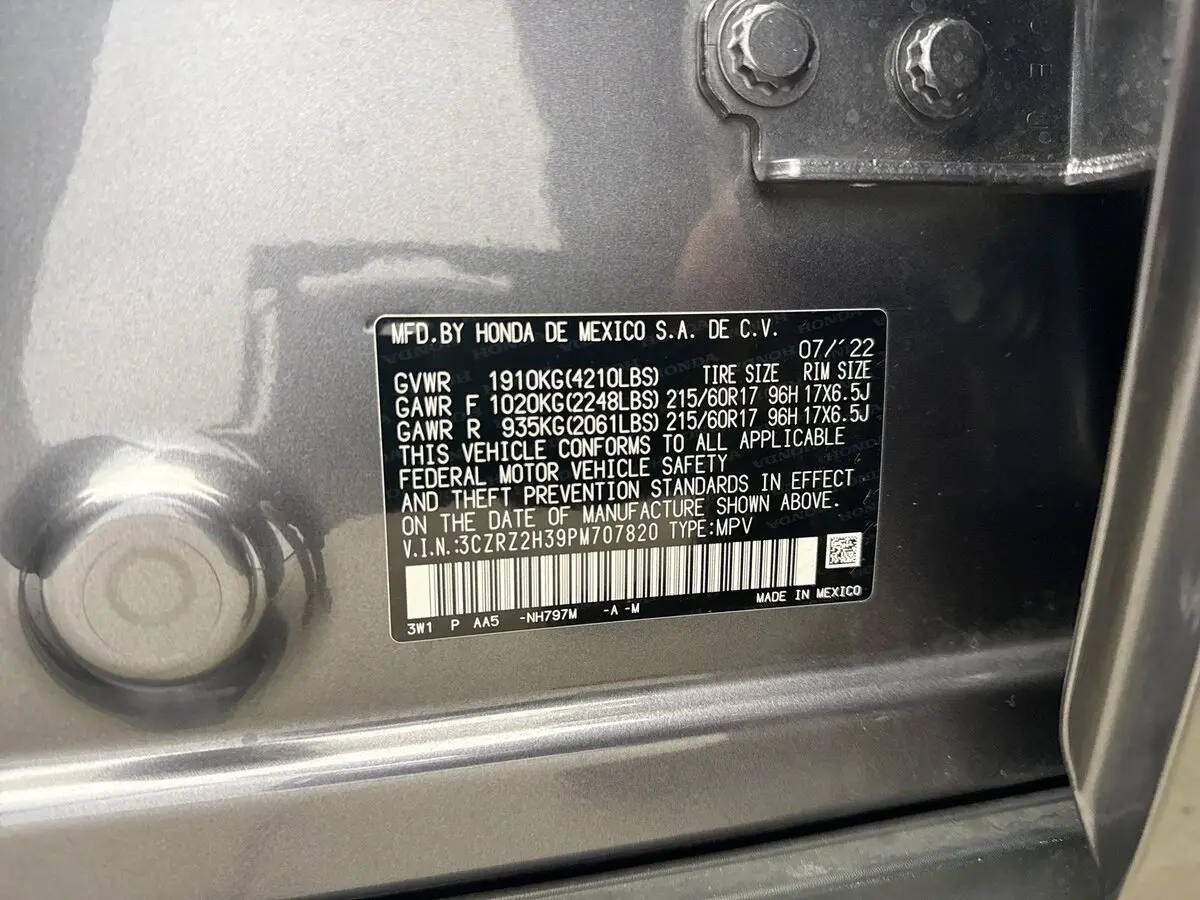 MFD.BY HONDA DE MEXICO S.A. DE C.V.
07/'22
GVWR 1910KG(4210LBS) TIRE SIZE RIM SIZE
GAWR F 1020KG(2248LBS) 215/60R17 96H 17X6.5J
GAWR R 935KG(2061LBS) 215/60R17 96H 17X6.5J
THIS VEHICLE CONFORMS TO ALL APPLICABLE
FEDERAL MOTOR VEHICLE SAFETY
AND THEFT PREVENTION STANDARDS IN EFFECT
ON THE DATE OF MANUFACTURE SHOWN ABOVE.
V.I.N.:3CZRZ2H39PM707820 TYPE:MPV
MADE IN MEXICO
3W1 P AA5 -NH797M -A -M